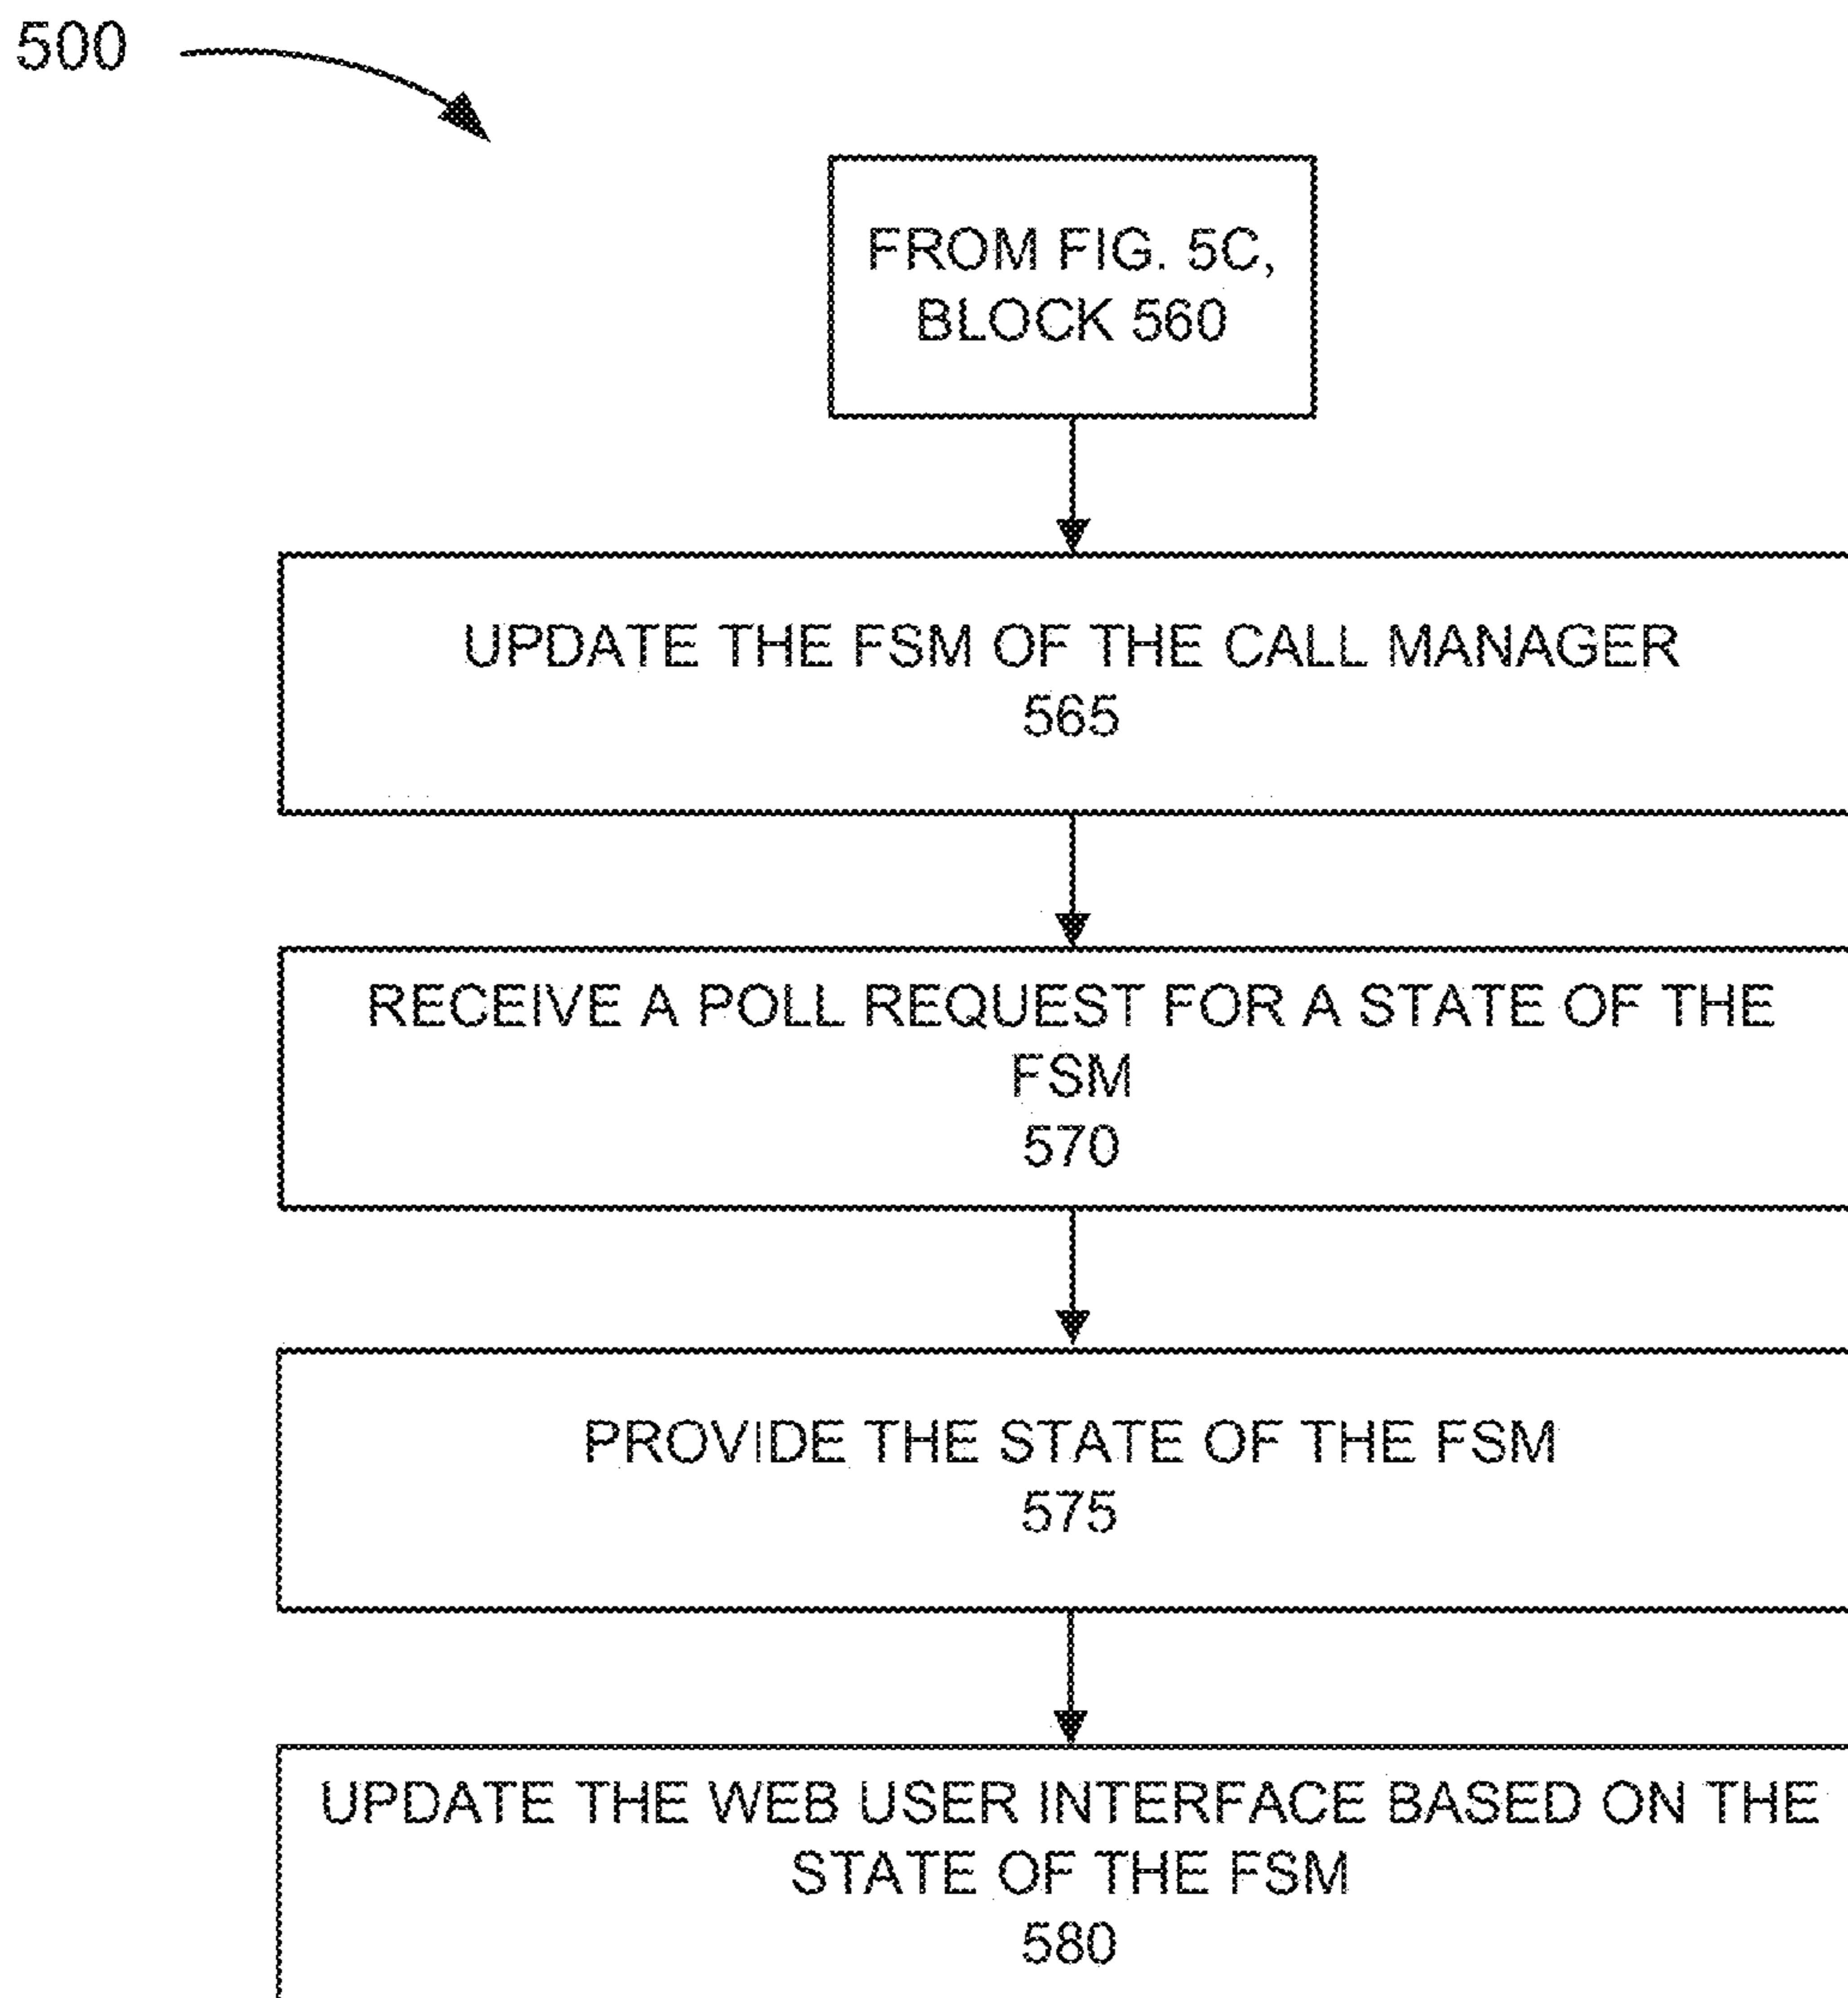 500
FROM FIG. 5C,
BLOCK 560
UPDATE THE FSM OF THE CALL MANAGER
565
RECEIVE A POLL REQUEST FOR A STATE OF THE
FSM
570
PROVIDE THE STATE OF THE FSM
575
UPDATE THE WEB USER INTERFACE BASED ON THE
STATE OF THE FSM
580